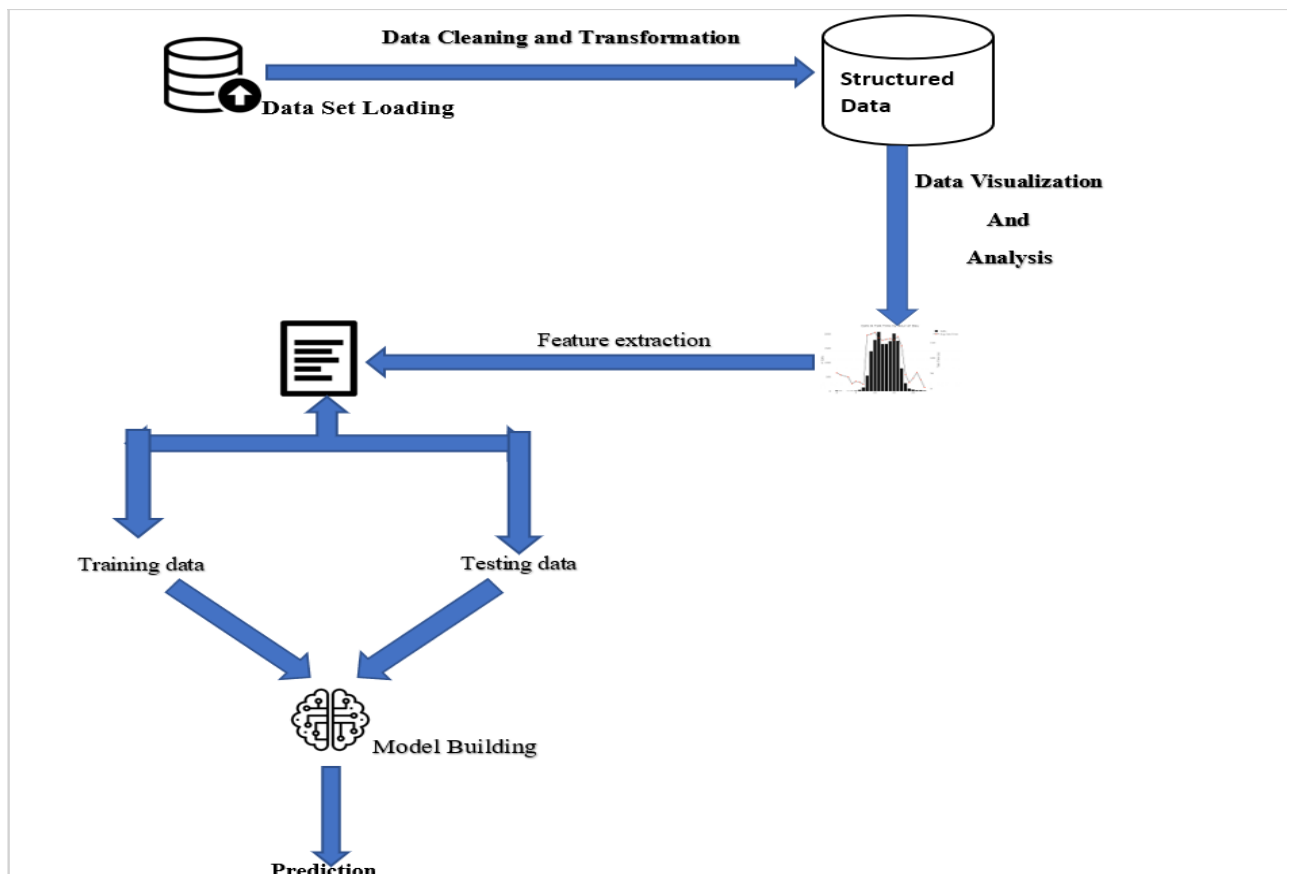 Data Cleaning and Transformation
Data Set Loading
Structured
Data
Data Visualization
And
Analysis
Feature extraction
Training data
Testing data
Model Building
Prediction